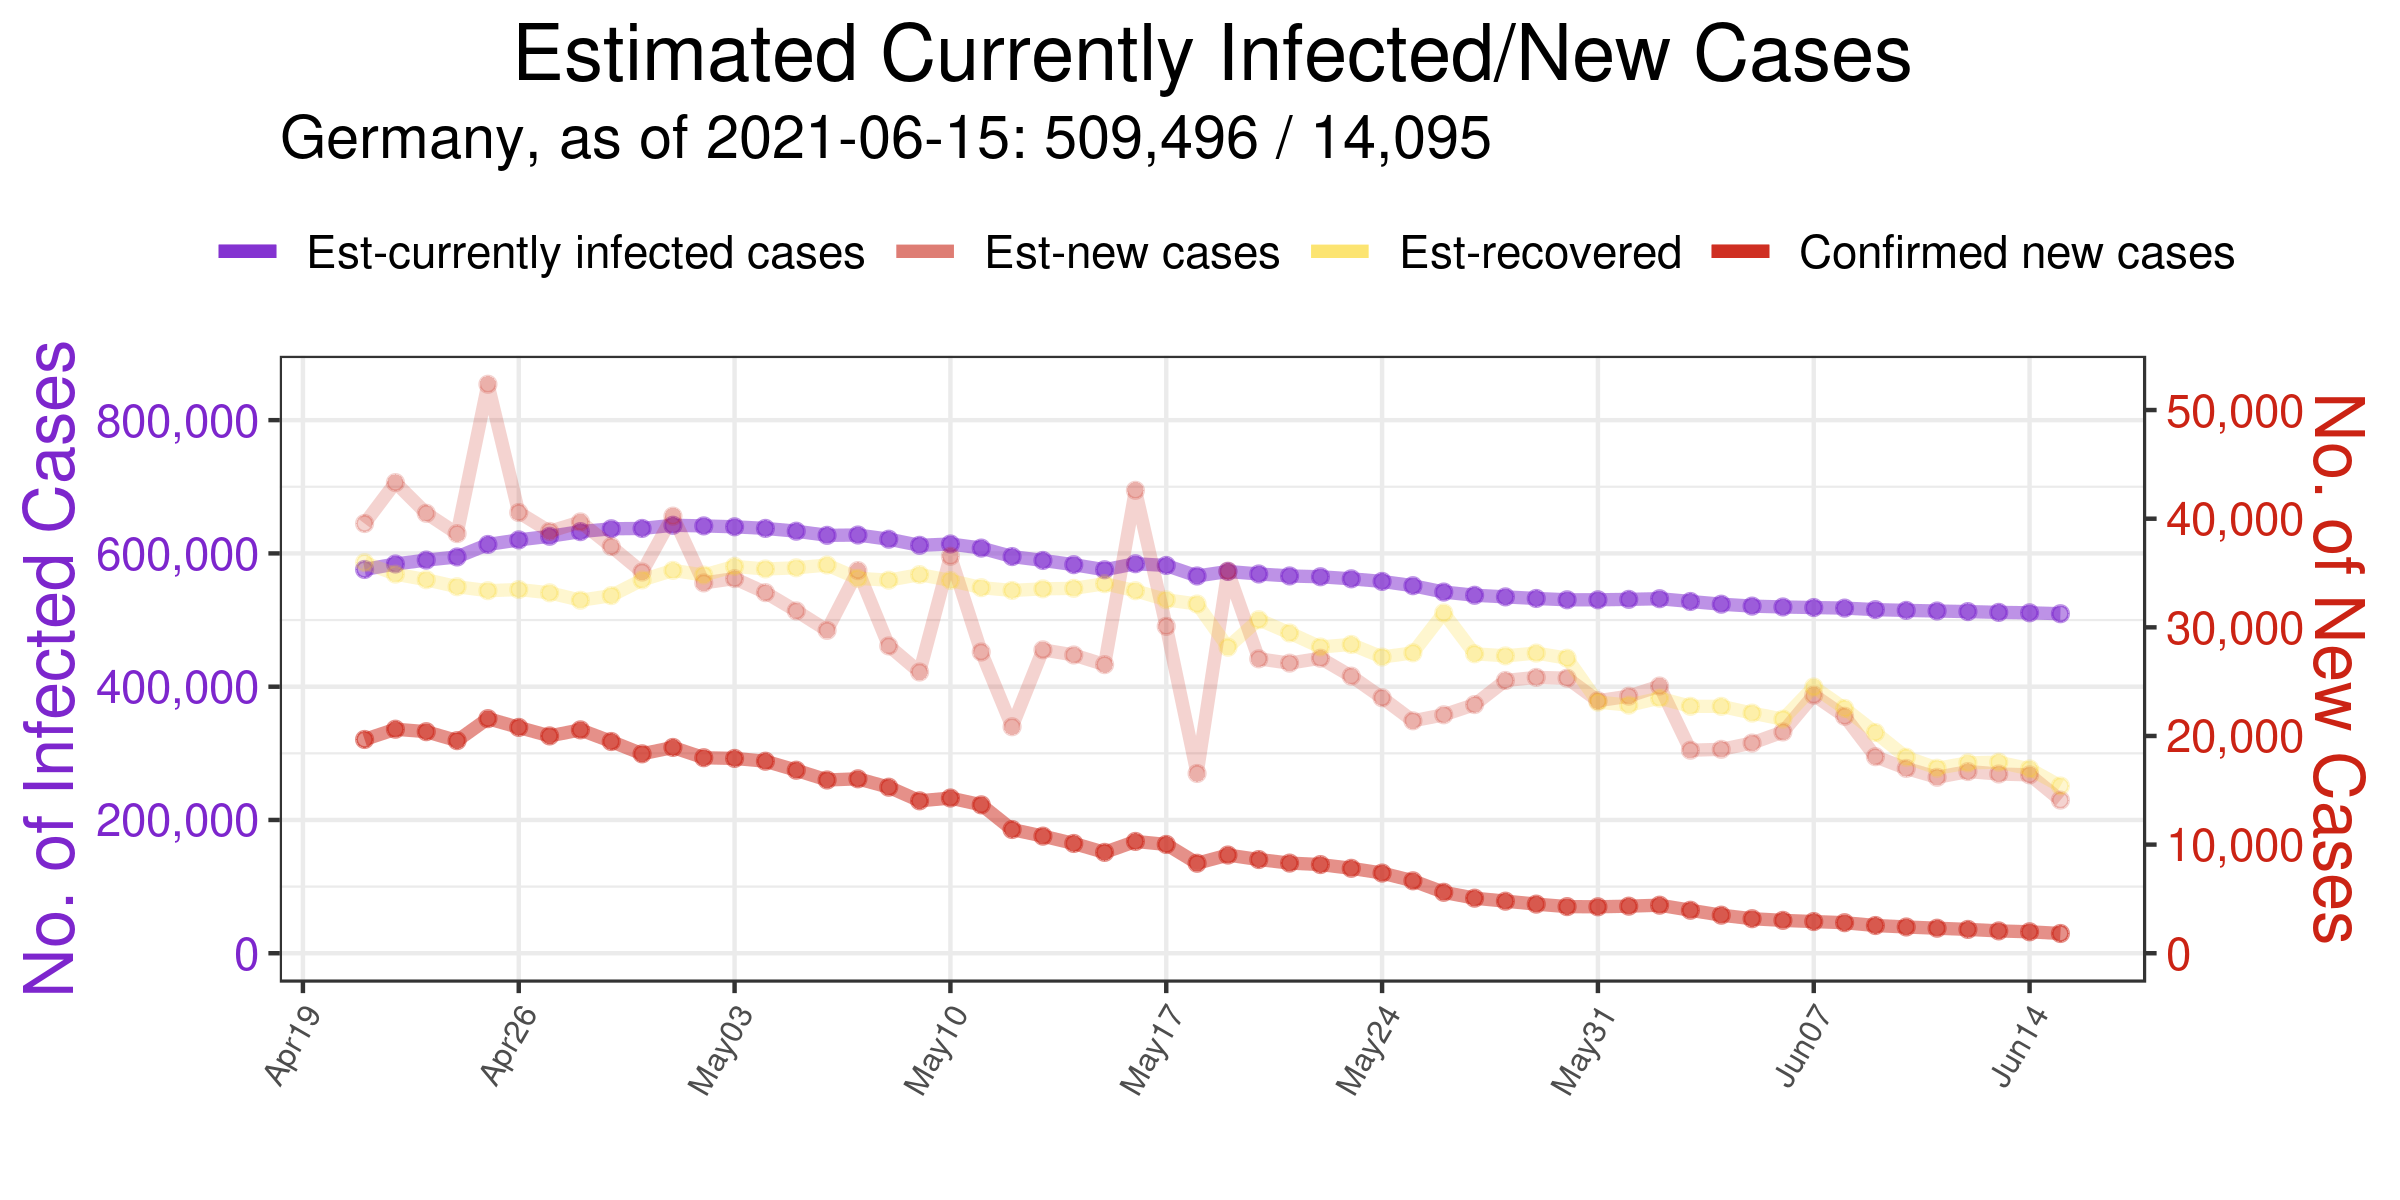 Estimated Currently Infected/New Cases
Germany, as of 2021-06-15: 509,496 / 14,095
Est-currently infected cases Est-new cases Est-recovered Confirmed new cases
No. of Infected Cases
800,000
600,000
400,000
200,000
0
50,000
40,000
30,000
20,000
10,000
0
No. of New Cases
Apr19 Apr26 May03 May10 May17 May24 May31 Jun07 Jun14